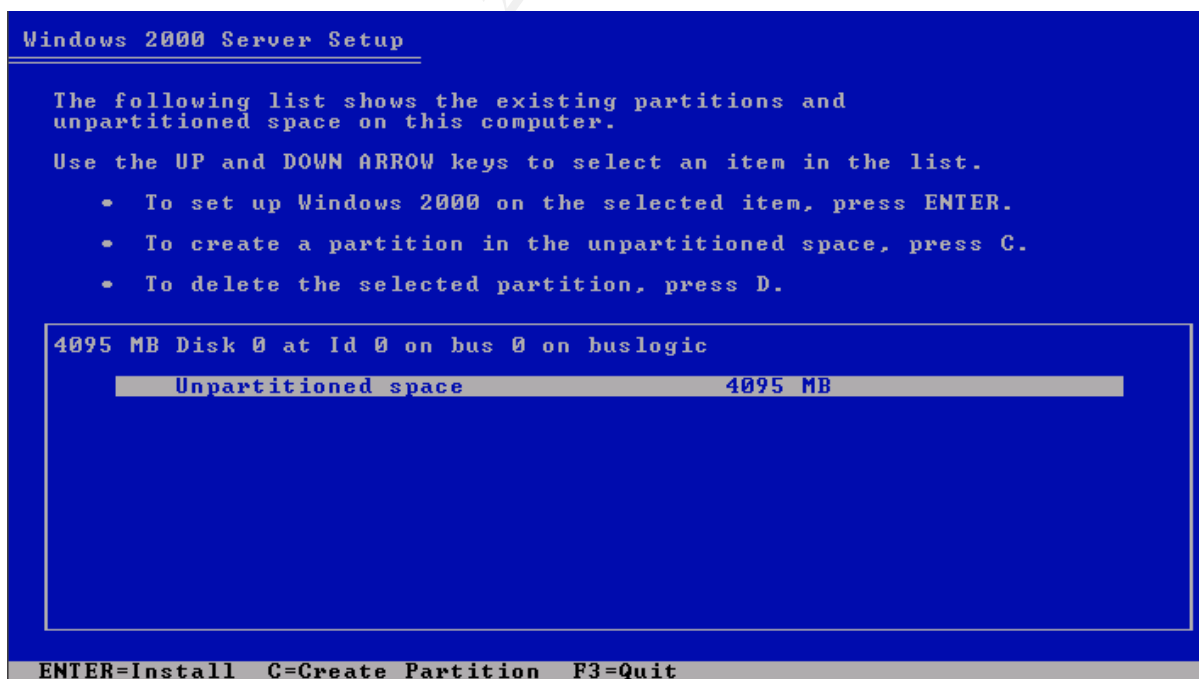 Windows 2000 Server Setup
The following list shows the existing partitions and
unpartitioned space on this computer.
Use the UP and DOWN ARROW keys to select an item in the list.
• To set up Windows 2000 on the selected item, press ENTER.
• To create a partition in the unpartitioned space, press C.
• To delete the selected partition, press D.
4095 MB Disk 0 at Id 0 on bus 0 on buslogic
Unpartitioned space 4095 MB
ENTER=Install C=Create Partition F3=Quit